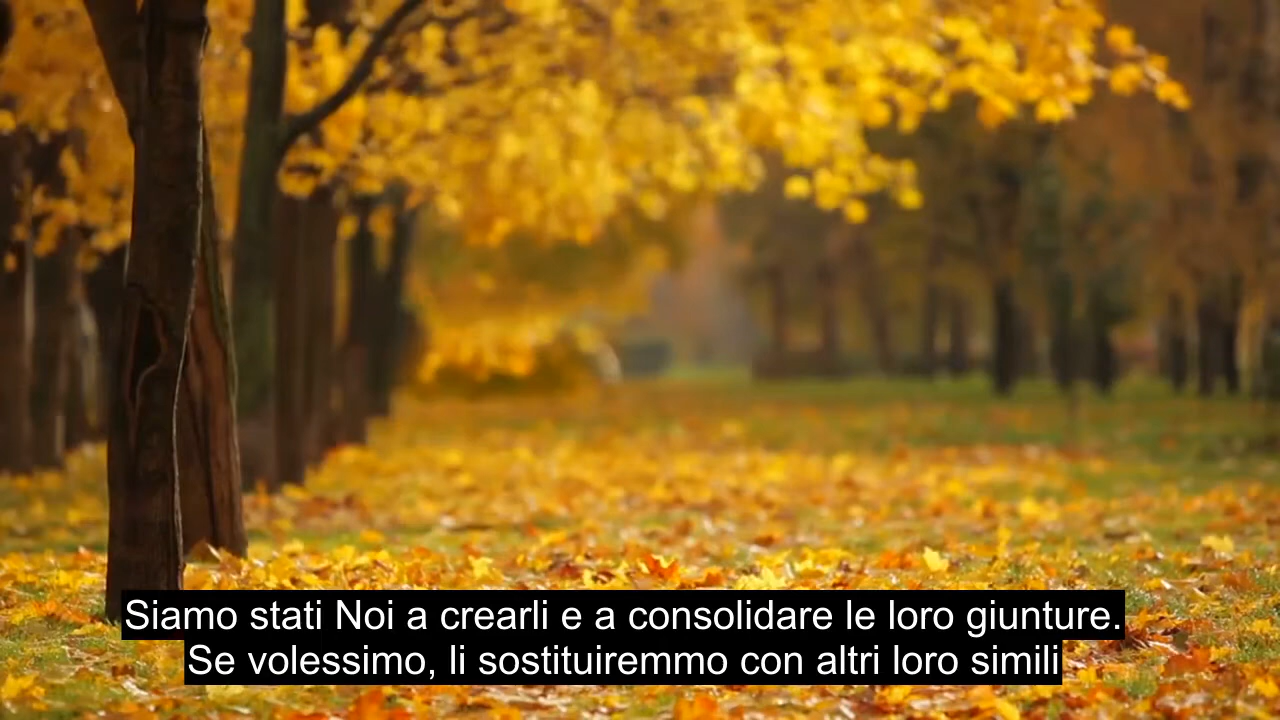 Siamo stati Noi a crearli e a consolidare le loro giunture.
Se volessimo, li sostituiremmo con altri loro simili